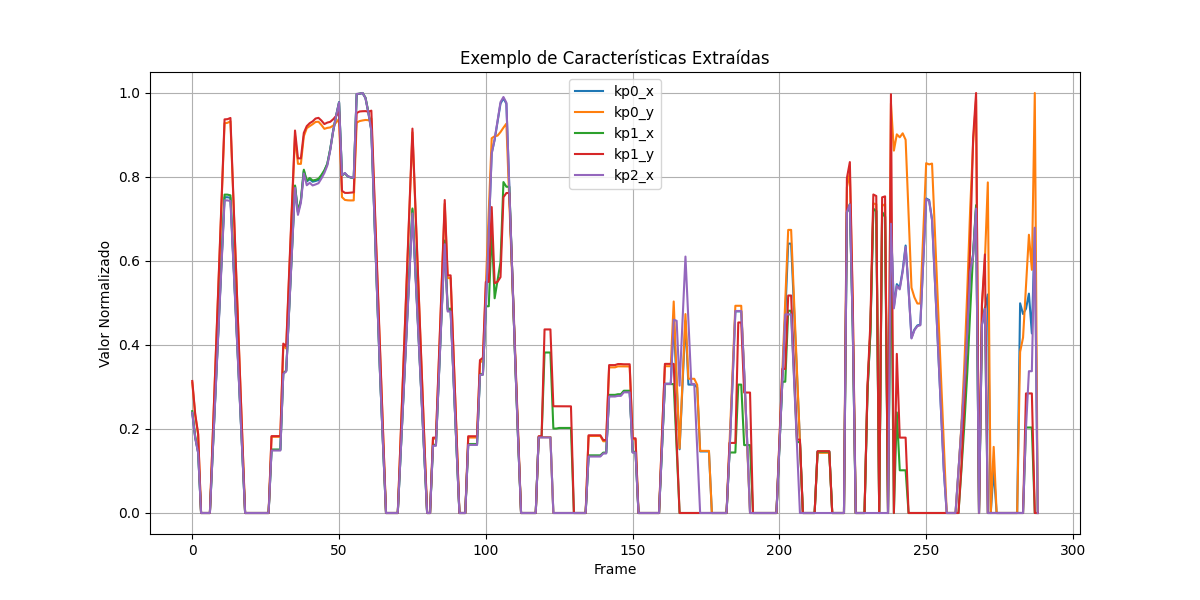 Exemplo de Características Extraídas
kp0_x
kp0_y
kp1_x
kp1_y
kp2_x
Valor Normalizado
1.0
0.8
0.6
0.4
0.2
0.0
0
50
100
150
200
250
300
Frame